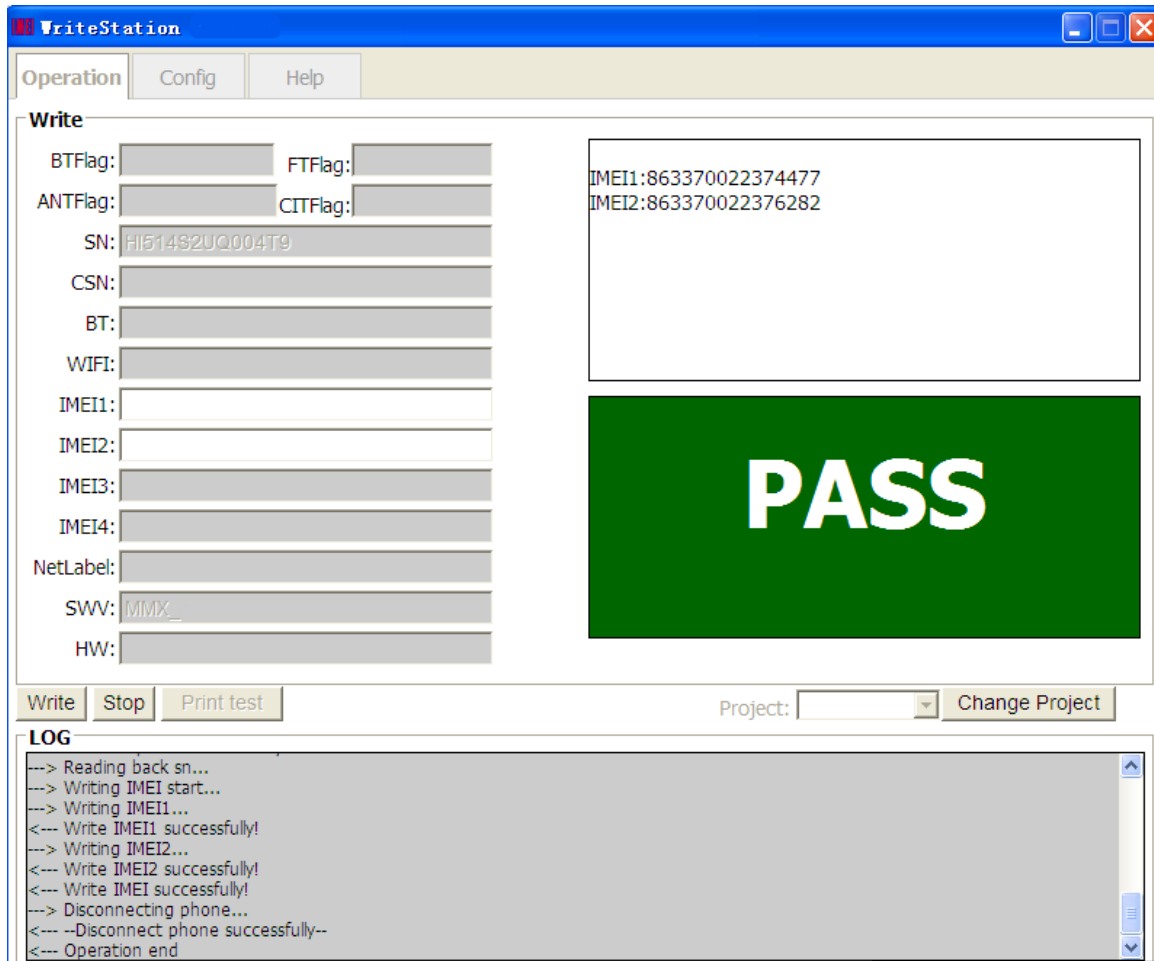 WriteStation
Operation Config Help
Write
BTFlag: FTFlag:
ANTFlag: CITFlag:
SN: HI514S2UQ004T9
CSN:
BT:
WIFI:
IMEI1:
IMEI2:
IMEI3:
IMEI4:
NetLabel:
SWV: MMX_
HW:
IMEI1:863370022374477
IMEI2:863370022376282
PASS
Write Stop Print test Project: Change Project
LOG
---> Reading back sn...
---> Writing IMEI start...
---> Writing IMEI1...
<--- Write IMEI1 successfully!
---> Writing IMEI2...
<--- Write IMEI2 successfully!
<--- Write IMEI successfully!
---> Disconnecting phone...
<--- --Disconnect phone successfully--
<--- Operation end